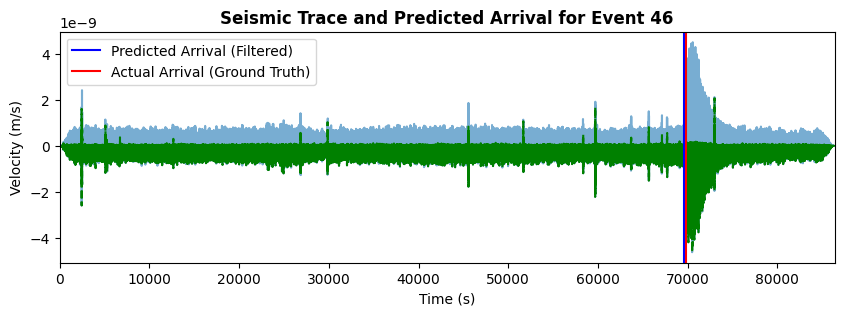 Seismic Trace and Predicted Arrival for Event 46
1e−9
Predicted Arrival (Filtered)
Actual Arrival (Ground Truth)
4
2
0
−2
−4
Velocity (m/s)
0 10000 20000 30000 40000 50000 60000 70000 80000
Time (s)